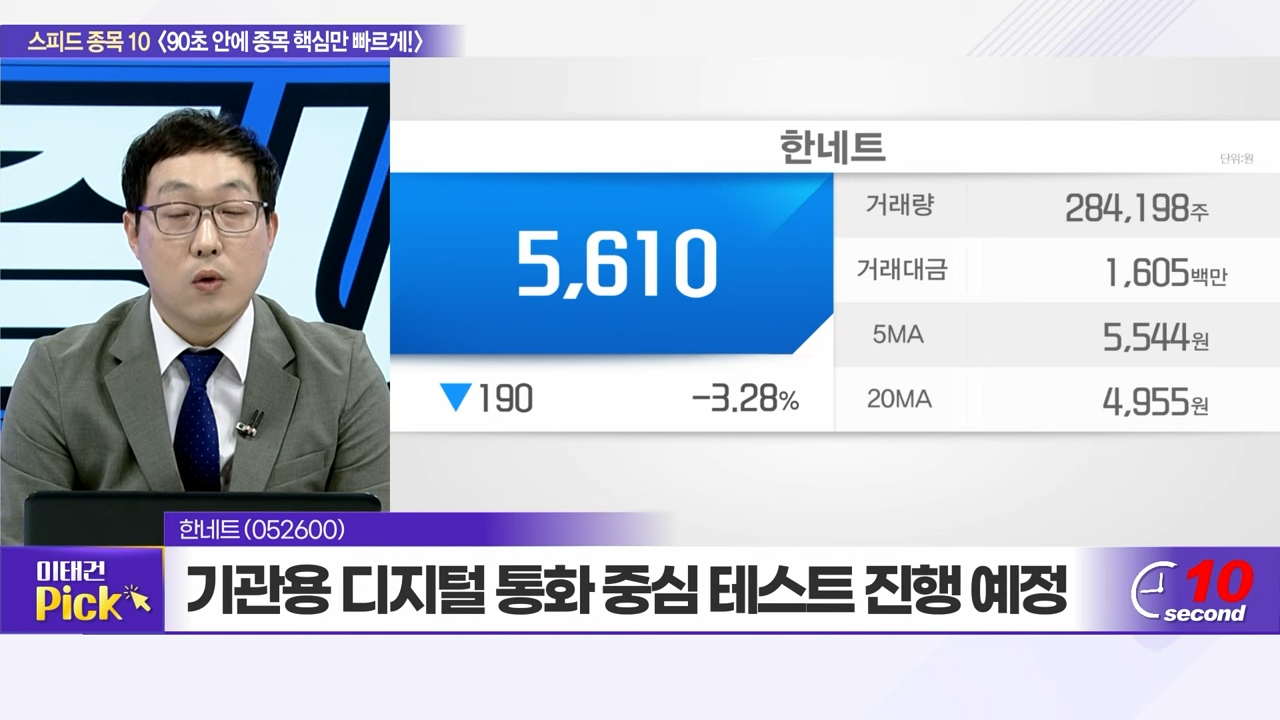 스피드 종목 10 〈90초 안에 종목 핵심만 빠르게!〉
한네트
단위:원
5,610
▼190 -3.28%
거래량 284,198주
거래대금 1,605백만
5MA 5,544원
20MA 4,955원
한네트(052600)
이태건
Pick
기관용 디지털 통화 중심 테스트 진행 예정
10
second